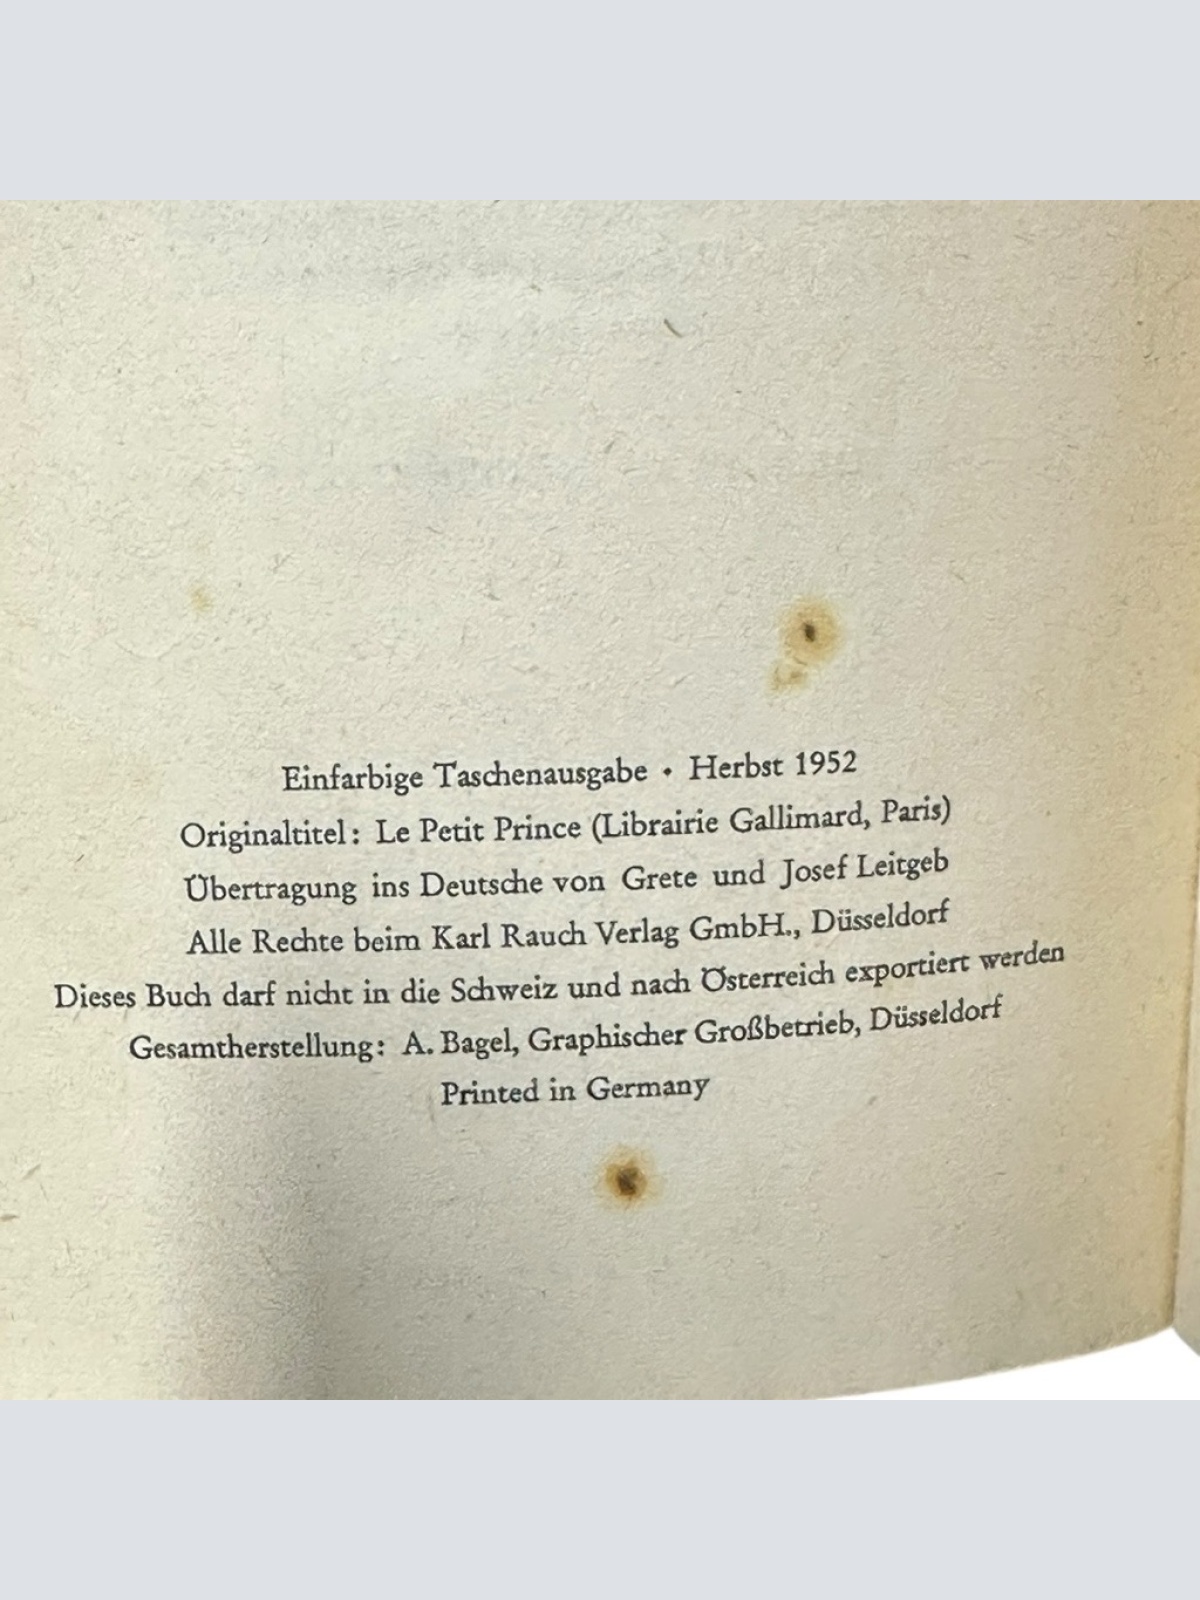 Einfarbige Taschenausgabe • Herbst 1952
Originaltitel: Le Petit Prince (Librairie Gallimard, Paris)
Übertragung ins Deutsche von Grete und Josef Leitgeb
Alle Rechte beim Karl Rauch Verlag GmbH., Düsseldorf
Dieses Buch darf nicht in die Schweiz und nach Österreich exportiert werden
Gesamtherstellung: A. Bagel, Graphischer Großbetrieb, Düsseldorf
Printed in Germany